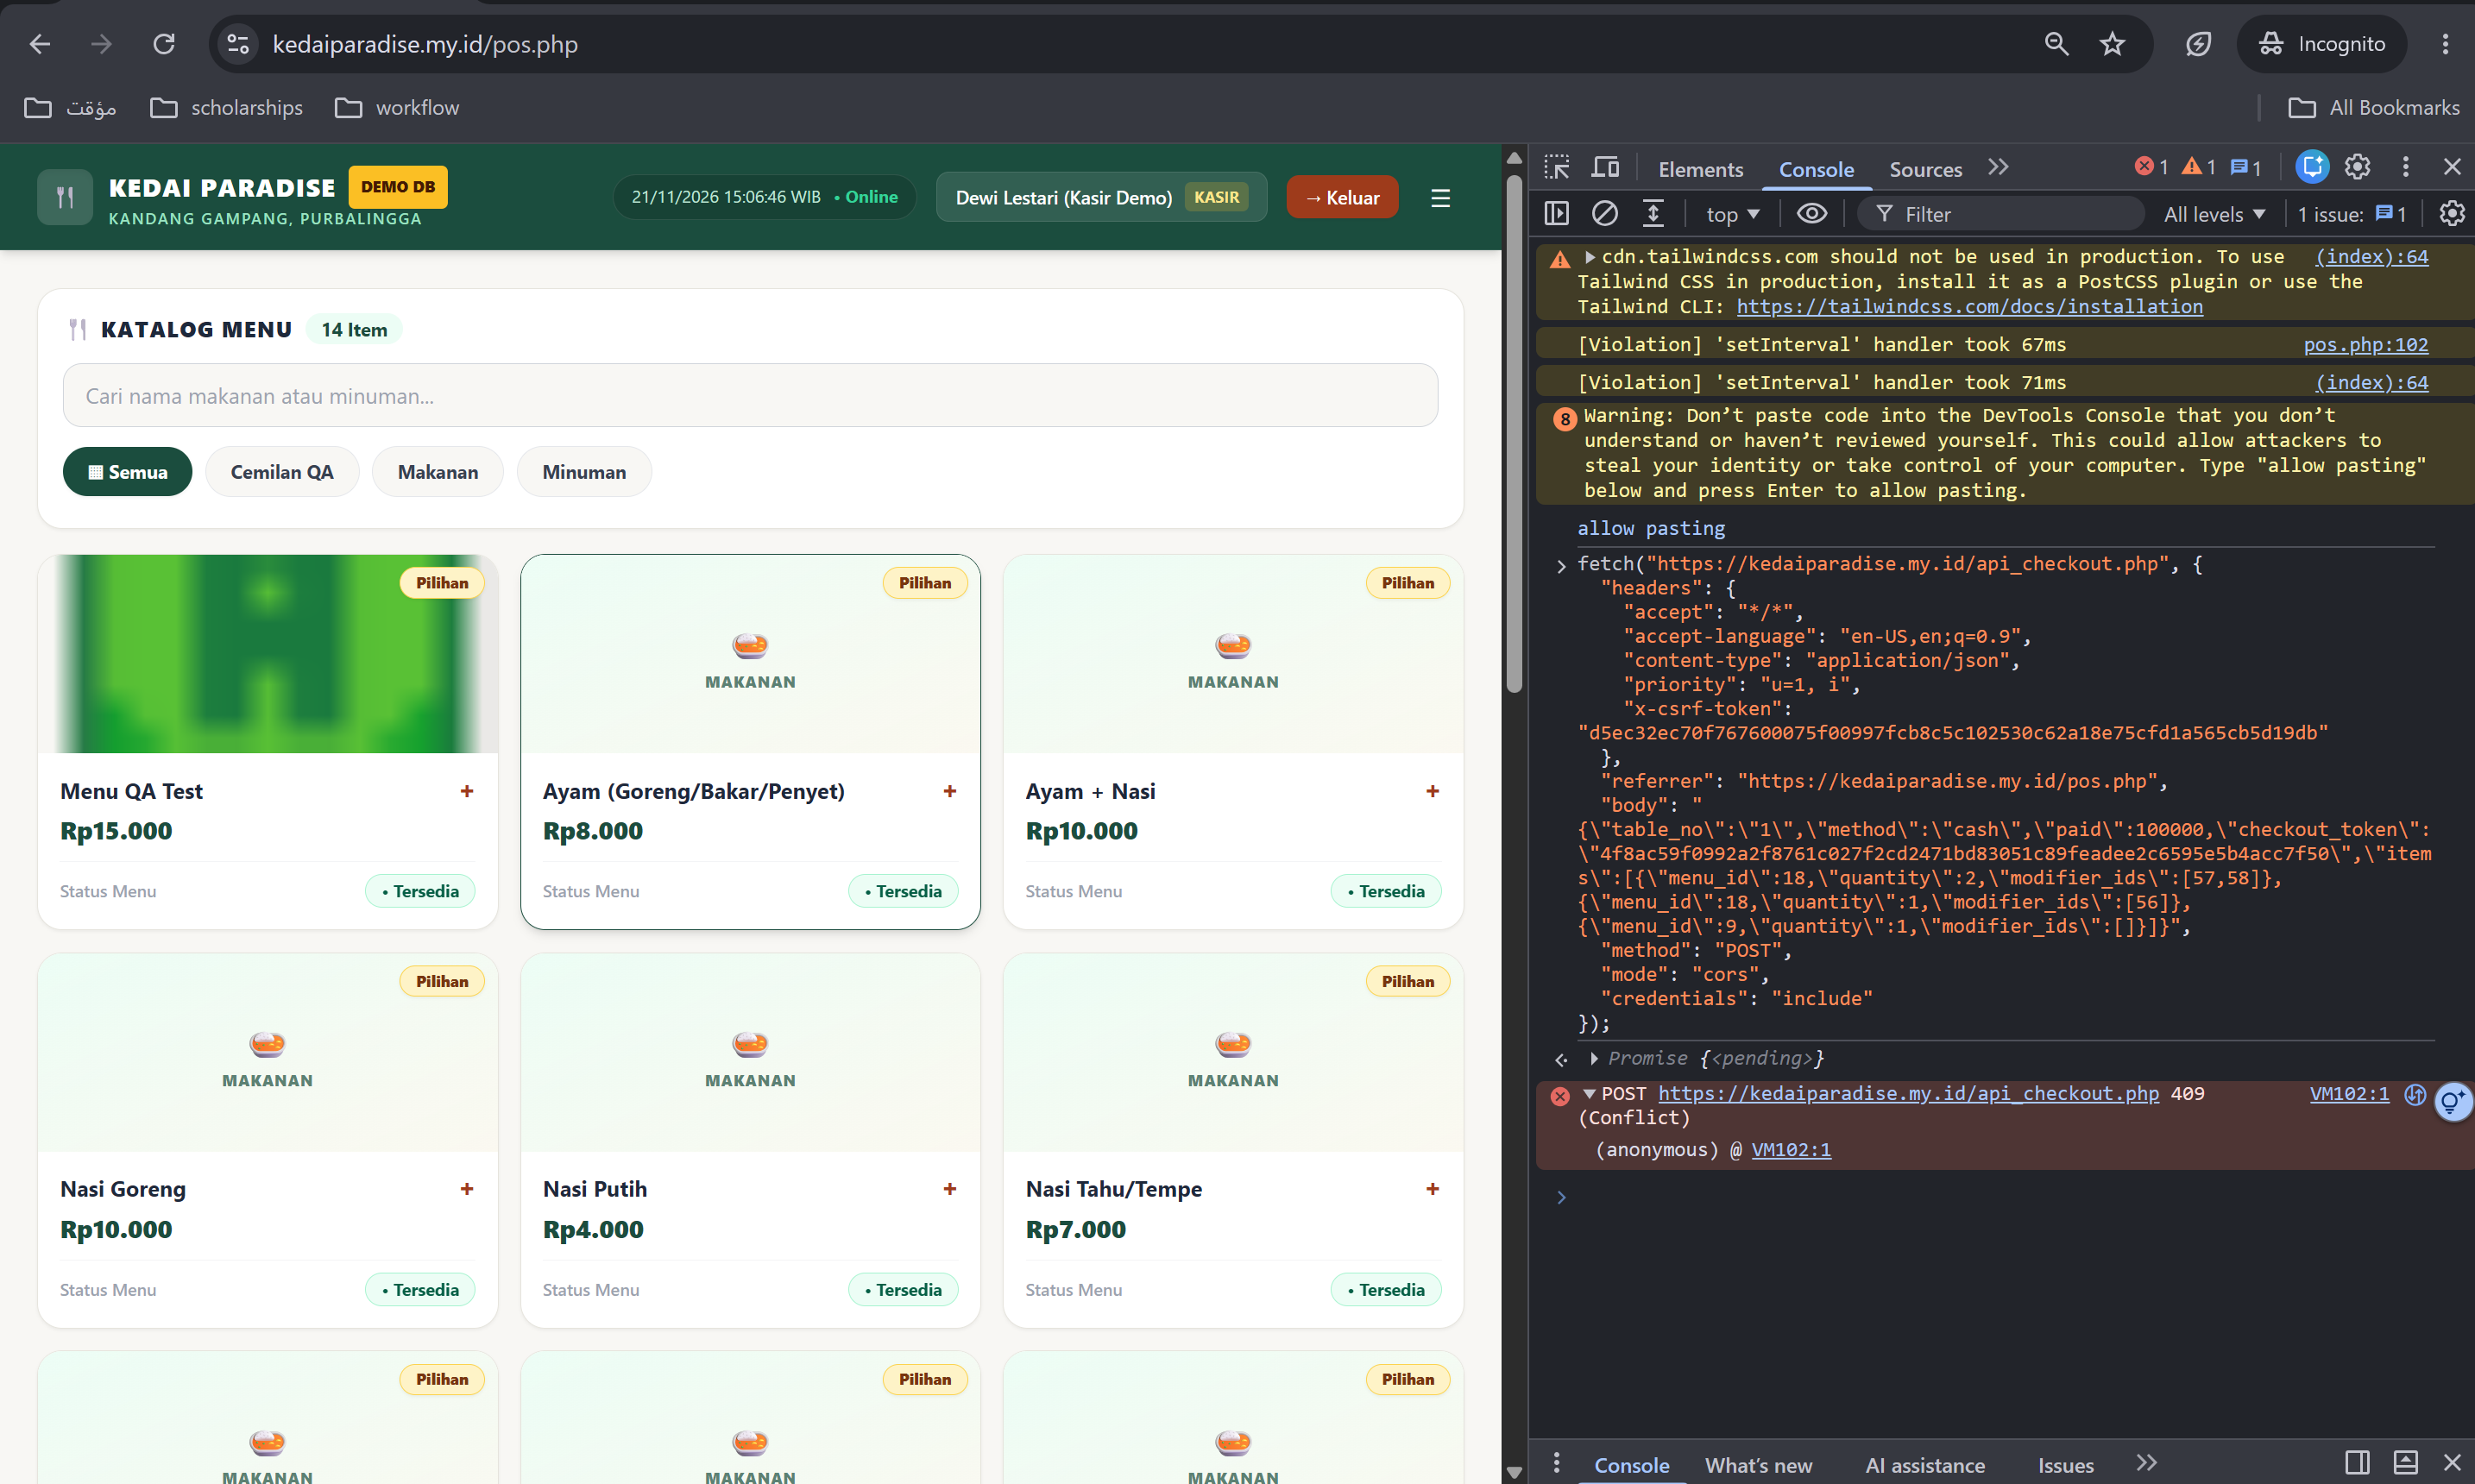 kedaiparadise.my.id/pos.php
Incognito
مؤقت
scholarships
workflow
All Bookmarks
KEDAI PARADISE
DEMO DB
KANDANG GAMPANG, PURBALINGGA
21/11/2026 15:06:46 WIB • Online
Dewi Lestari (Kasir Demo) KASIR
→ Keluar
☰
KATALOG MENU 14 Item
Cari nama makanan atau minuman...
Semua
Cemilan QA
Makanan
Minuman
Pilihan
Menu QA Test +
Rp15.000
Status Menu • Tersedia
Pilihan
MAKANAN
Ayam (Goreng/Bakar/Penyet) +
Rp8.000
Status Menu • Tersedia
Pilihan
MAKANAN
Ayam + Nasi +
Rp10.000
Status Menu • Tersedia
Pilihan
MAKANAN
Nasi Goreng +
Rp10.000
Status Menu • Tersedia
MAKANAN
Nasi Putih +
Rp4.000
Status Menu • Tersedia
Pilihan
MAKANAN
Nasi Tahu/Tempe +
Rp7.000
Status Menu • Tersedia
Pilihan
MAKANAN
Pilihan
MAKANAN
Pilihan
MAKANAN
Elements
Console
Sources
1
1
1
top
Filter
All levels
1 issue: 1
cdn.tailwindcss.com should not be used in production. To use (index):64
Tailwind CSS in production, install it as a PostCSS plugin or use the
Tailwind CLI: https://tailwindcss.com/docs/installation
[Violation] 'setInterval' handler took 67ms pos.php:102
[Violation] 'setInterval' handler took 71ms (index):64
8 Warning: Don’t paste code into the DevTools Console that you don’t
understand or haven’t reviewed yourself. This could allow attackers to
steal your identity or take control of your computer. Type "allow pasting"
below and press Enter to allow pasting.
allow pasting
fetch("https://kedaiparadise.my.id/api_checkout.php", {
"headers": {
"accept": "*/*",
"accept-language": "en-US,en;q=0.9",
"content-type": "application/json",
"priority": "u=1, i",
"x-csrf-token":
"d5ec32ec70f767600075f00997fcb8c5c102530c62a18e75cfd1a565cb5d19db"
},
"referrer": "https://kedaiparadise.my.id/pos.php",
"body": "
{\"table_no\":\"1\",\"method\":\"cash\",\"paid\":100000,\"checkout_token\":
\"4f8ac59f0992a2f8761c027f2cd2471bd83051c89feadee2c6595e5b4acc7f50\",\"item
s\":[{\"menu_id\":18,\"quantity\":2,\"modifier_ids\":[57,58]},
{\"menu_id\":18,\"quantity\":1,\"modifier_ids\":[56]},
{\"menu_id\":9,\"quantity\":1,\"modifier_ids\":[]}]}",
"method": "POST",
"mode": "cors",
"credentials": "include"
});
Promise {<pending>}
POST https://kedaiparadise.my.id/api_checkout.php 409 VM102:1
(Conflict)
(anonymous) @ VM102:1
Console
What's new
AI assistance
Issues